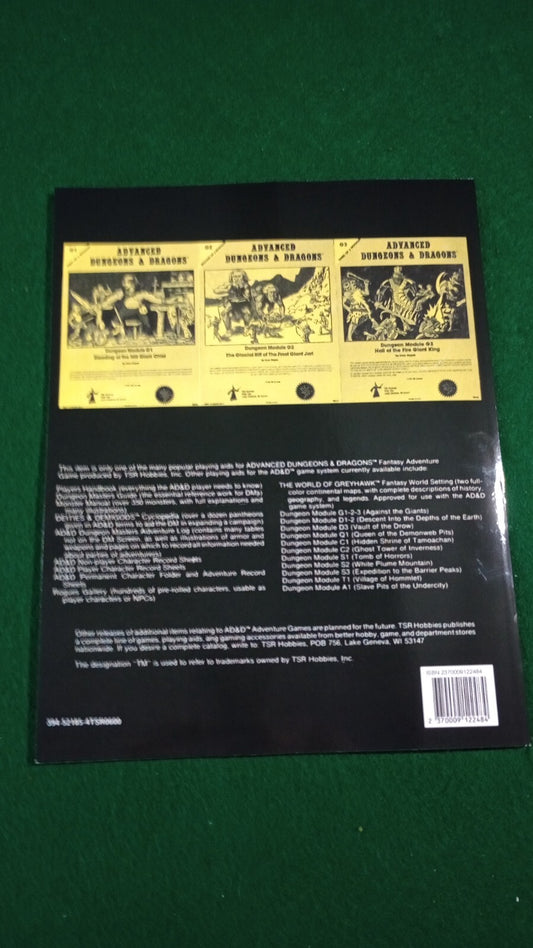 G1
ADVANCED
DUNGEONS & DRAGONS
Dungeon Module G1
Steading of the Hill Giant Chief
G2
ADVANCED
DUNGEONS & DRAGONS
Dungeon Module G2
The Glacial Rift of The Frost Giant Jarl
G3
ADVANCED
DUNGEONS & DRAGONS
Dungeon Module G3
Hall of the Fire Giant King
This item is only one of the many popular playing aids for ADVANCED DUNGEONS & DRAGONS™ Fantasy Adventure
Game produced by TSR Hobbies, Inc. Other playing aids for the AD&D™ game system currently available include:
Players Handbook (everything the AD&D player needs to know)
Dungeon Masters Guide (the essential reference work for DMs)
Monster Manual (over 350 monsters, with full explanations and
many illustrations)
DEITIES & DEMIGODS™ Cyclopedia (over a dozen pantheons
given in AD&D terms to aid the DM in expanding a campaign)
AD&D Dungeon Masters Adventure Log (contains many tables
not on the DM Screen, as well as illustrations of armor and
weapons and pages on which to record all information needed
about parties of adventurers)
AD&D Non-player Character Record Sheets
AD&D Player Character Record Sheets
AD&D Permanent Character Folder and Adventure Record
Sheets
Rogues Gallery (hundreds of pre-rolled characters, usable as
player characters or NPCs)
THE WORLD OF GREYHAWK™ Fantasy World Setting (two full-
color continental maps, with complete descriptions of history,
geography, and legends. Approved for use with the AD&D
game system)
Dungeon Module G1-2-3 (Against the Giants)
Dungeon Module D1-2 (Descent Into the Depths of the Earth)
Dungeon Module D3 (Vault of the Drow)
Dungeon Module Q1 (Queen of the Demonweb Pits)
Dungeon Module C1 (Hidden Shrine of Tamoachan)
Dungeon Module C2 (Ghost Tower of Inverness)
Dungeon Module S1 (Tomb of Horrors)
Dungeon Module S2 (White Plume Mountain)
Dungeon Module S3 (Expedition to the Barrier Peaks)
Dungeon Module T1 (Village of Hommlet)
Dungeon Module A1 (Slave Pits of the Undercity)
Other releases of additional items relating to AD&D™ Adventure Games are planned for the future. TSR Hobbies publishes
a complete line of games, playing aids, and gaming accessories available from better hobby, game, and department stores
nationwide. If you desire a complete catalog, write to: TSR Hobbies, POB 756, Lake Geneva, WI 53147
The designation "TM" is used to refer to trademarks owned by TSR Hobbies, Inc.
394-52185-4TSR0600
ISBN 2370009122484
2 370009 122484